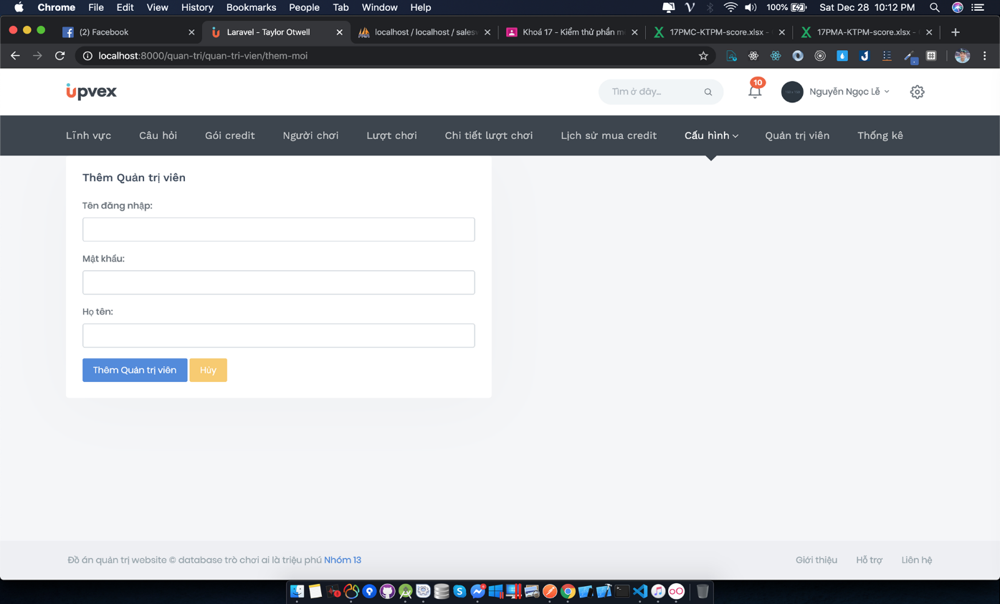 Chrome File Edit View History Bookmarks People Tab Window Help 100% Sat Dec 28 10:12 PM
(2) Facebook Laravel - Taylor Otwell localhost / localhost / sales Khoá 17 - Kiểm thử phần m 17PMC-KTPM-score.xlsx - 17PMA-KTPM-score.xlsx -
localhost:8000/quan-tri/quan-tri-vien/them-moi
upvex Tìm ở đây... 10 Nguyễn Ngọc Lễ
Lĩnh vực Câu hỏi Gói credit Người chơi Lượt chơi Chi tiết lượt chơi Lịch sử mua credit Cấu hình Quản trị viên Thống kê
Thêm Quản trị viên
Tên đăng nhập:
Mật khẩu:
Họ tên:
Thêm Quản trị viên Hủy
Đồ án quản trị website © database trò chơi ai là triệu phú Nhóm 13 Giới thiệu Hỗ trợ Liên hệ